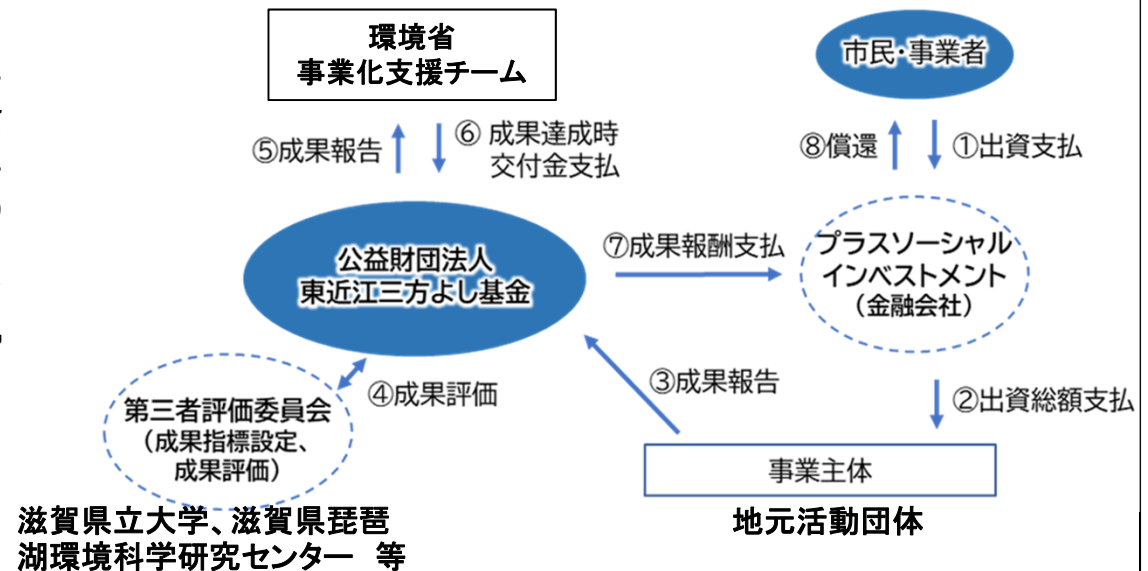 環境省
事業化支援チーム
市民・事業者
⑤成果報告
⑥ 成果達成時
交付金支払
⑧償還
①出資支払
公益財団法人
東近江三方よし基金
⑦成果報酬支払
プラスソーシャル
インベストメント
（金融会社）
③成果報告
④成果評価
②出資総額支払
第三者評価委員会
（成果指標設定、
成果評価）
事業主体
滋賀県立大学、滋賀県琵琶
湖環境科学研究センター　等
地元活動団体